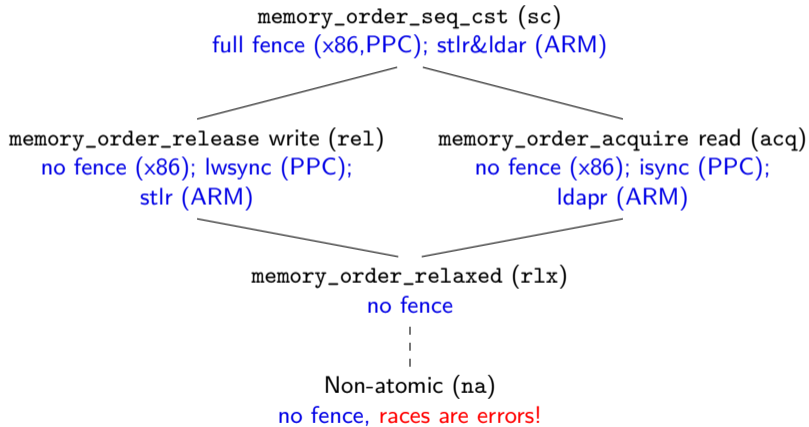 memory_order_seq_cst (sc)
full fence (x86,PPC); stlr&ldar (ARM)
memory_order_release write (rel)
no fence (x86); lwsync (PPC);
stlr (ARM)
memory_order_acquire read (acq)
no fence (x86); isync (PPC);
ldapr (ARM)
memory_order_relaxed (rlx)
no fence
Non-atomic (na)
no fence, races are errors!